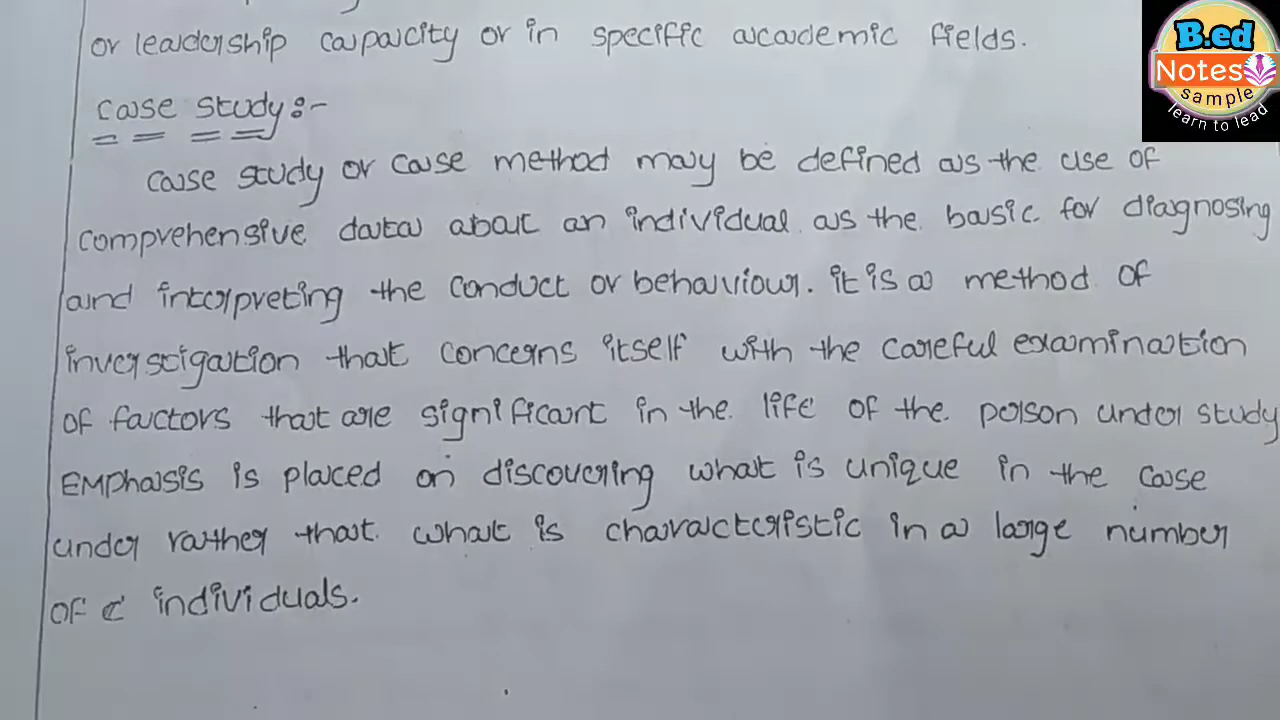 or leadership capacity or in specific academic fields.
B.ed
Notes
sample
learn to lead
case study:-
case study or case method may be defined as the use of
comprehensive data about an individual as the basic for diagnosing
and interpreting the conduct or behaviour. it is a method of
inverstigation that concerns itself with the careful examination
of factors that are significant in the life of the person under study
Emphasis is placed on discovering what is unique in the case
under rather that what is characteristic in a large number
of c individuals.